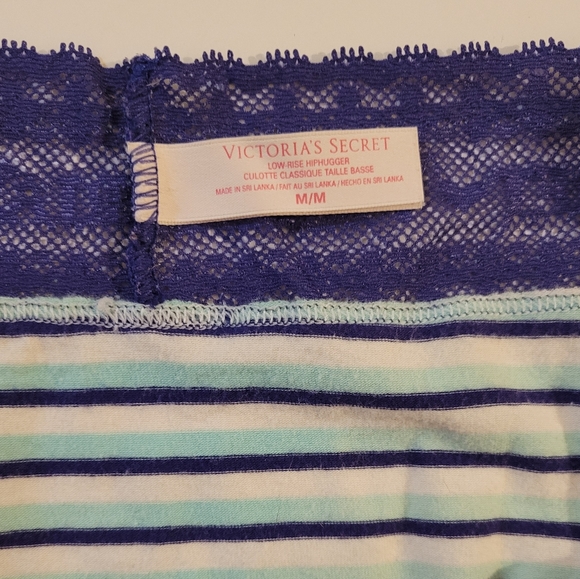 VICTORIA'S SECRET
LOW-RISE HIPHUGGER
CULOTTE CLASSIQUE TAILLE BASSE
MADE IN SRI LANKA / FAIT AU SRI LANKA / HECHO EN SRI LANKA
M/M